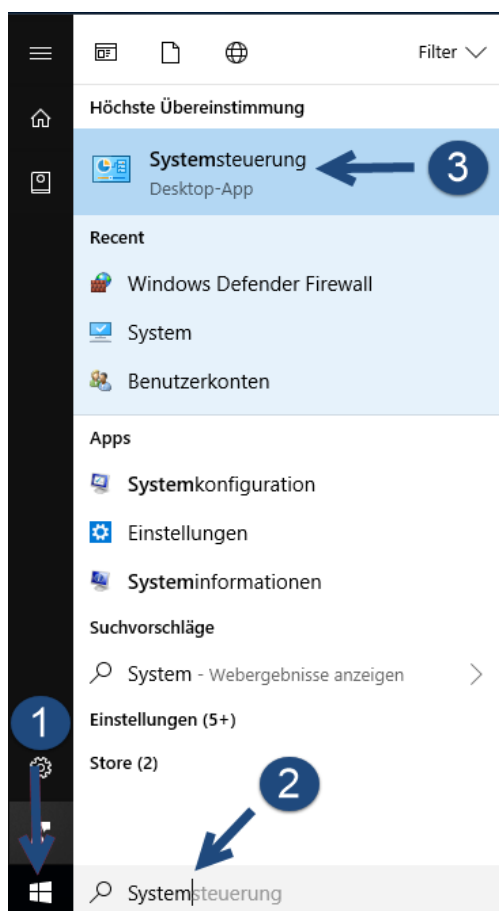 Filter
Höchste Übereinstimmung
Systemsteuerung
3
Desktop-App
Recent
Windows Defender Firewall
System
Benutzerkonten
Apps
Systemkonfiguration
Einstellungen
Systeminformationen
Suchvorschläge
System - Webergebnisse anzeigen
1
Einstellungen (5+)
Store (2)
2
Systemsteuerung